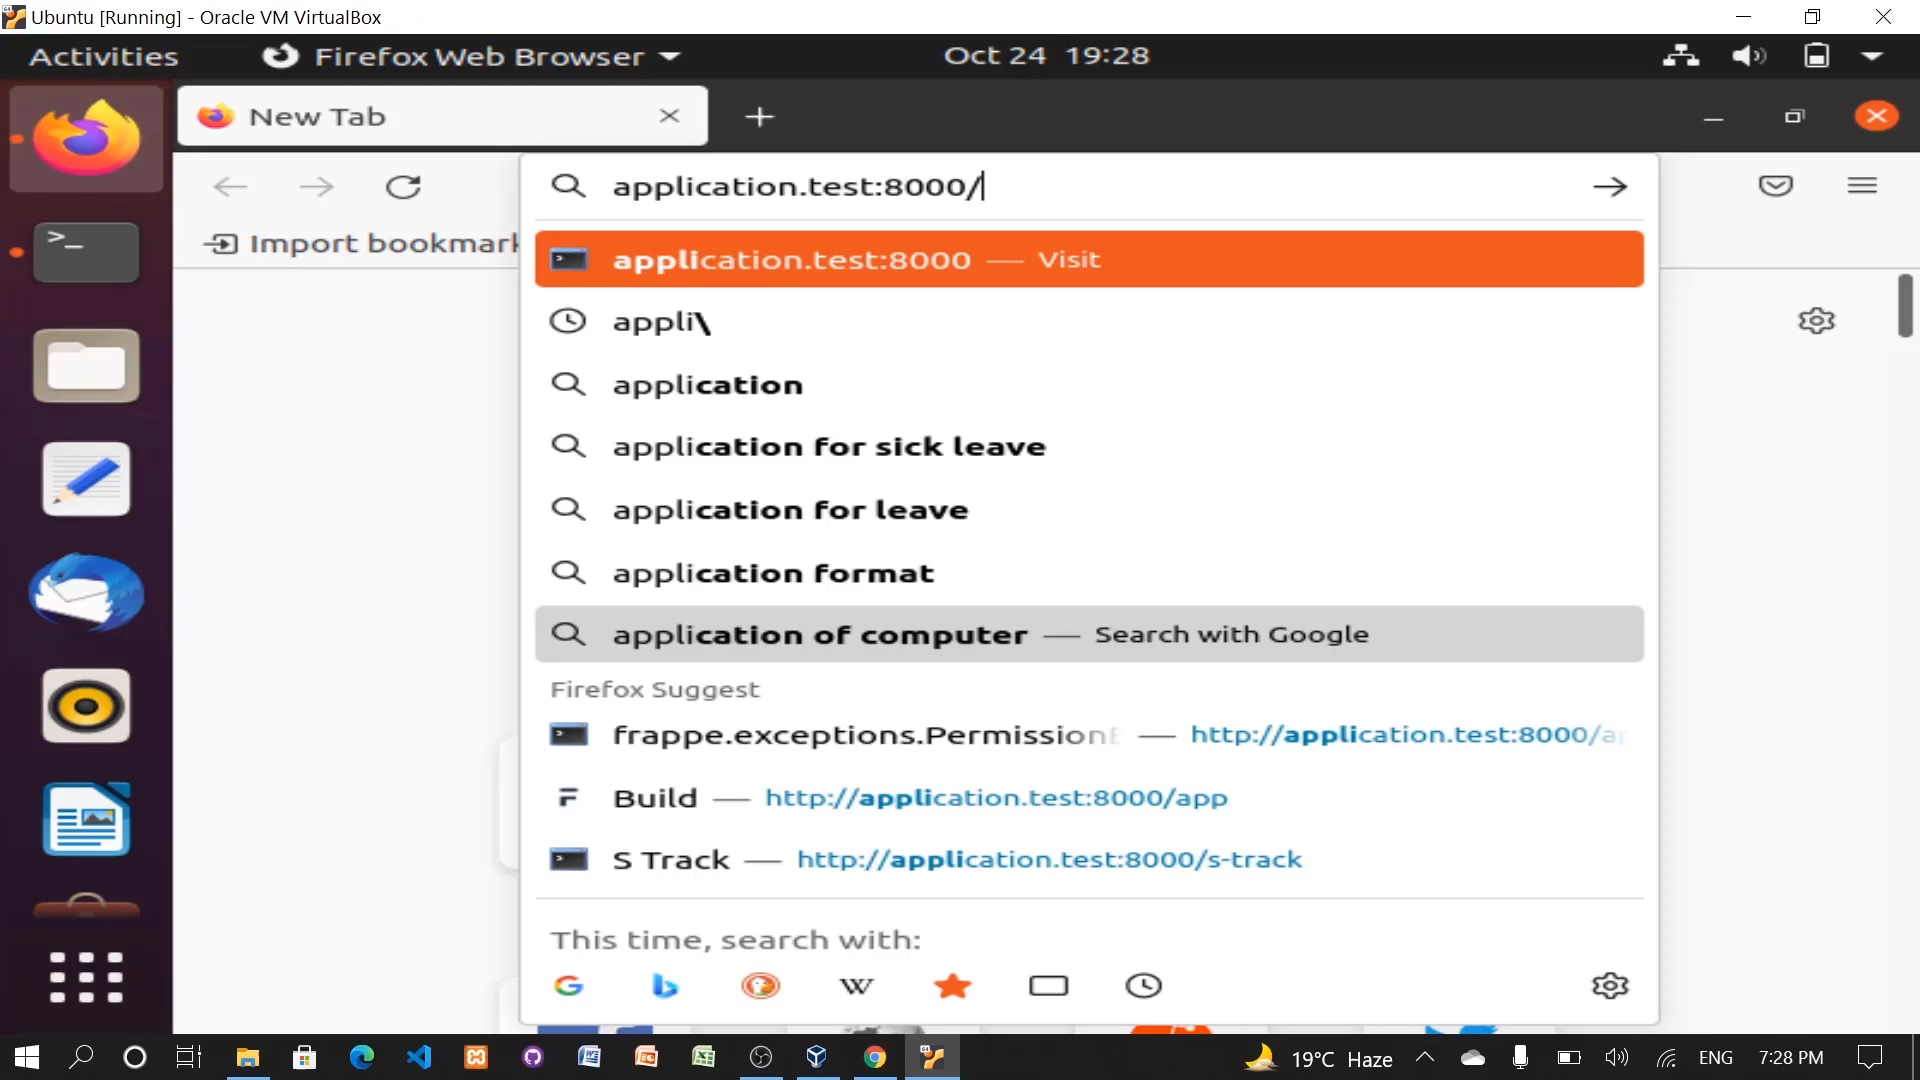 Ubuntu [Running] - Oracle VM VirtualBox
Activities
Firefox Web Browser
Oct 24 19:28
New Tab
application.test:8000/
Import bookmark
application.test:8000 — Visit
appli\
application
application for sick leave
application for leave
application format
application of computer — Search with Google
Firefox Suggest
frappe.exceptions.PermissionE — http://application.test:8000/ap
Build — http://application.test:8000/app
S Track — http://application.test:8000/s-track
This time, search with:
19°C Haze
ENG
7:28 PM